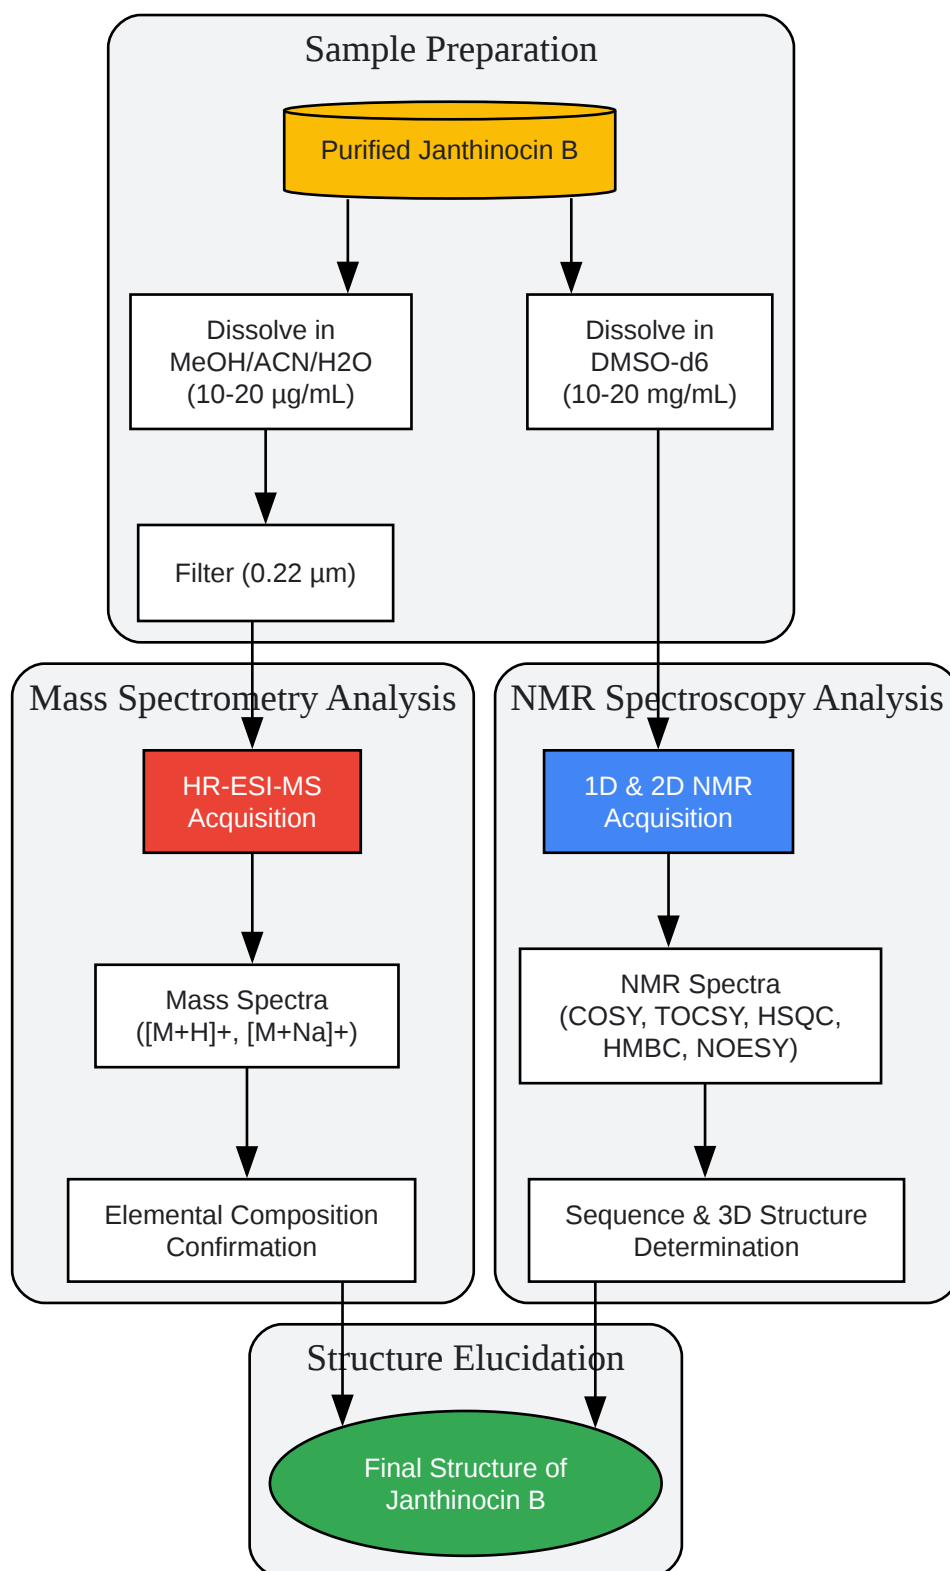 Sample Preparation
Purified Janthinocin B
Dissolve in
MeOH/ACN/H2O
(10-20 µg/mL)
Dissolve in
DMSO-d6
(10-20 mg/mL)
Filter (0.22 µm)
Mass Spectrometry Analysis
NMR Spectroscopy Analysis
HR-ESI-MS
Acquisition
1D & 2D NMR
Acquisition
Mass Spectra
([M+H]+, [M+Na]+)
NMR Spectra
(COSY, TOCSY, HSQC,
HMBC, NOESY)
Elemental Composition
Confirmation
Sequence & 3D Structure
Determination
Structure Elucidation
Final Structure of
Janthinocin B